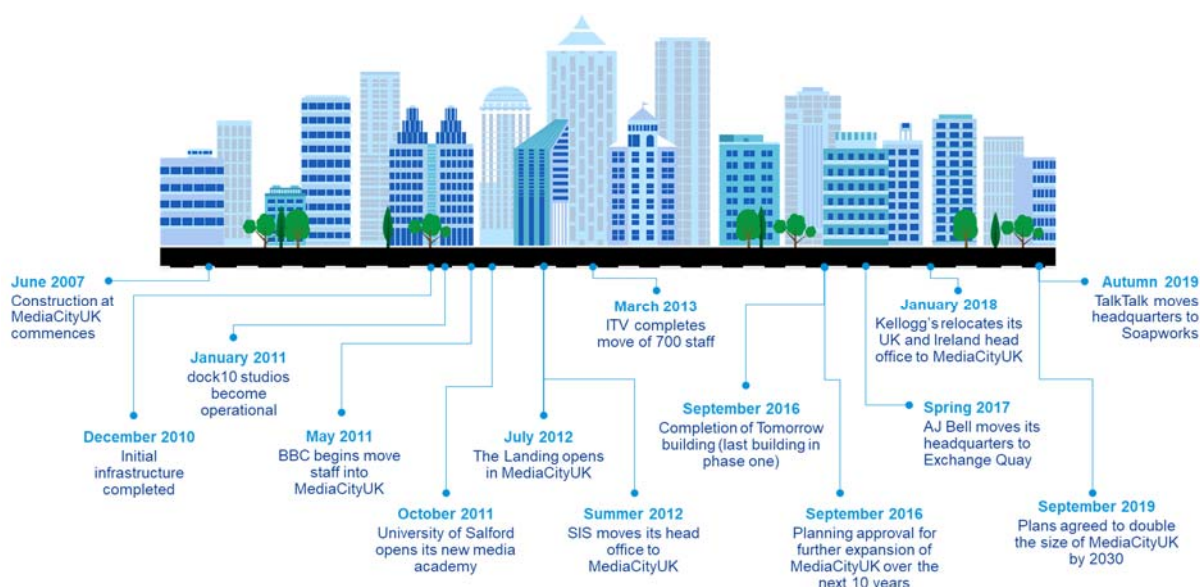 June 2007
Construction at
MediaCityUK
commences
December 2010
Initial
infrastructure
completed
January 2011
dock10 studios
become
operational
May 2011
BBC begins move
staff into
MediaCityUK
October 2011
University of Salford
opens its new media
academy
July 2012
The Landing opens
in MediaCityUK
Summer 2012
SIS moves its head
office to
MediaCityUK
March 2013
ITV completes
move of 700 staff
September 2016
Completion of Tomorrow
building (last building in
phase one)
September 2016
Planning approval for
further expansion of
MediaCityUK over the
next 10 years
Spring 2017
AJ Bell moves its
headquarters to
Exchange Quay
January 2018
Kellogg's relocates its
UK and Ireland head
office to MediaCityUK
September 2019
Plans agreed to double
the size of MediaCityUK
by 2030
Autumn 2019
TalkTalk moves
headquarters to
Soapworks